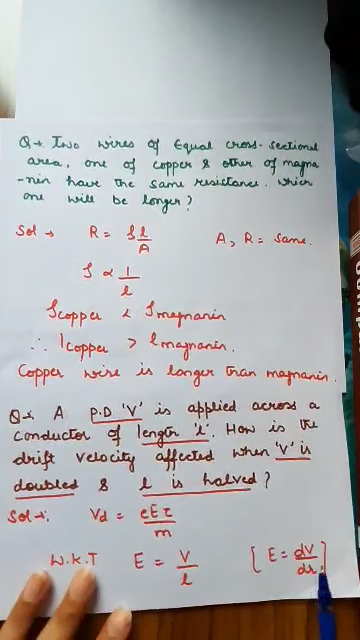 Q→ Two wires of Equal cross-sectional
area, one of copper & other of magna
-nin have the same resistance. Which
one will be longer?
Sol → R = ρl/A A, R = Same.
ρ ∝ 1/l
ρcopper < ρmagnanin
∴ lcopper > lmagnanin.
Copper wire is longer than magnanin.
Q→ A P.D 'V' is applied across a
conductor of length 'l'. How is the
drift velocity affected when 'V' is
doubled & l is halved?
Sol→ Vd = eEτ/m
W.K.T E = V/l [E = dV/dr]